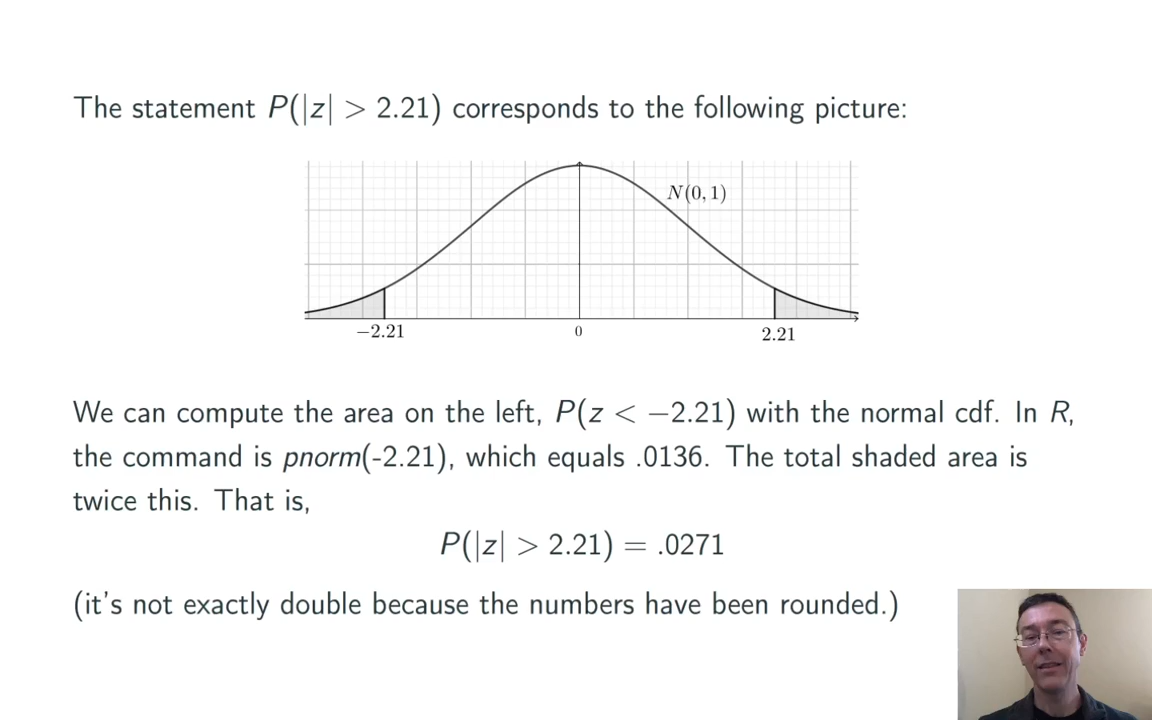 The statement P(|z| > 2.21) corresponds to the following picture:
N(0, 1)
−2.21
0
2.21
We can compute the area on the left, P(z < −2.21) with the normal cdf. In R,
the command is pnorm(-2.21), which equals .0136. The total shaded area is
twice this. That is,
P(|z| > 2.21) = .0271
(it's not exactly double because the numbers have been rounded.)